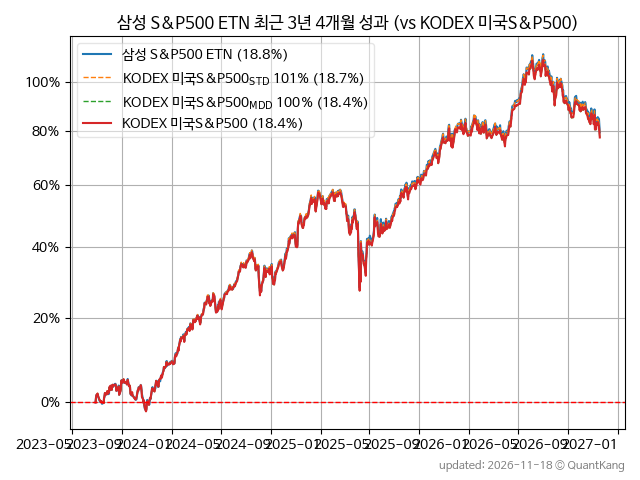 삼성 S&P500 ETN 최근 3년 4개월 성과 (vs KODEX 미국S&P500)
삼성 S&P500 ETN (18.8%)
KODEX 미국S&P500STD 101% (18.7%)
KODEX 미국S&P500MDD 100% (18.4%)
KODEX 미국S&P500 (18.4%)
100%
80%
60%
40%
20%
0%
2023-05 2023-09 2024-01 2024-05 2024-09 2025-01 2025-05 2025-09 2026-01 2026-05 2026-09 2027-01
updated: 2026-11-18 © QuantKang